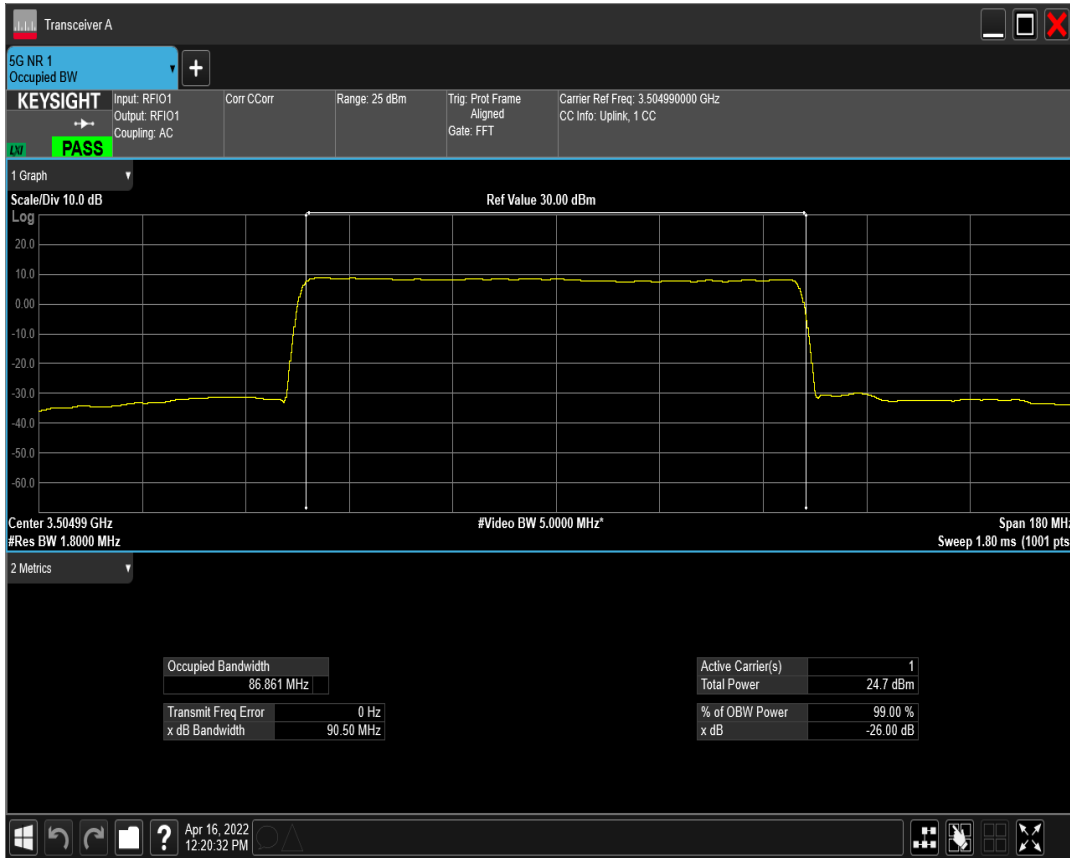 Transceiver A
5G NR 1
Occupied BW
KEYSIGHT
LXI
PASS
Input: RFIO1
Output: RFIO1
Coupling: AC
Corr CCorr
Range: 25 dBm
Trig: Prot Frame
Aligned
Gate: FFT
Carrier Ref Freq: 3.504990000 GHz
CC Info: Uplink, 1 CC
1 Graph
Scale/Div 10.0 dB
Ref Value 30.00 dBm
Log
20.0
10.0
0.00
-10.0
-20.0
-30.0
-40.0
-50.0
-60.0
Center 3.50499 GHz
#Video BW 5.0000 MHz*
Span 180 MHz
#Res BW 1.8000 MHz
Sweep 1.80 ms (1001 pts
2 Metrics
Occupied Bandwidth
86.861 MHz
Transmit Freq Error 0 Hz
x dB Bandwidth 90.50 MHz
Active Carrier(s) 1
Total Power 24.7 dBm
% of OBW Power 99.00 %
x dB -26.00 dB
Apr 16, 2022
12:20:32 PM